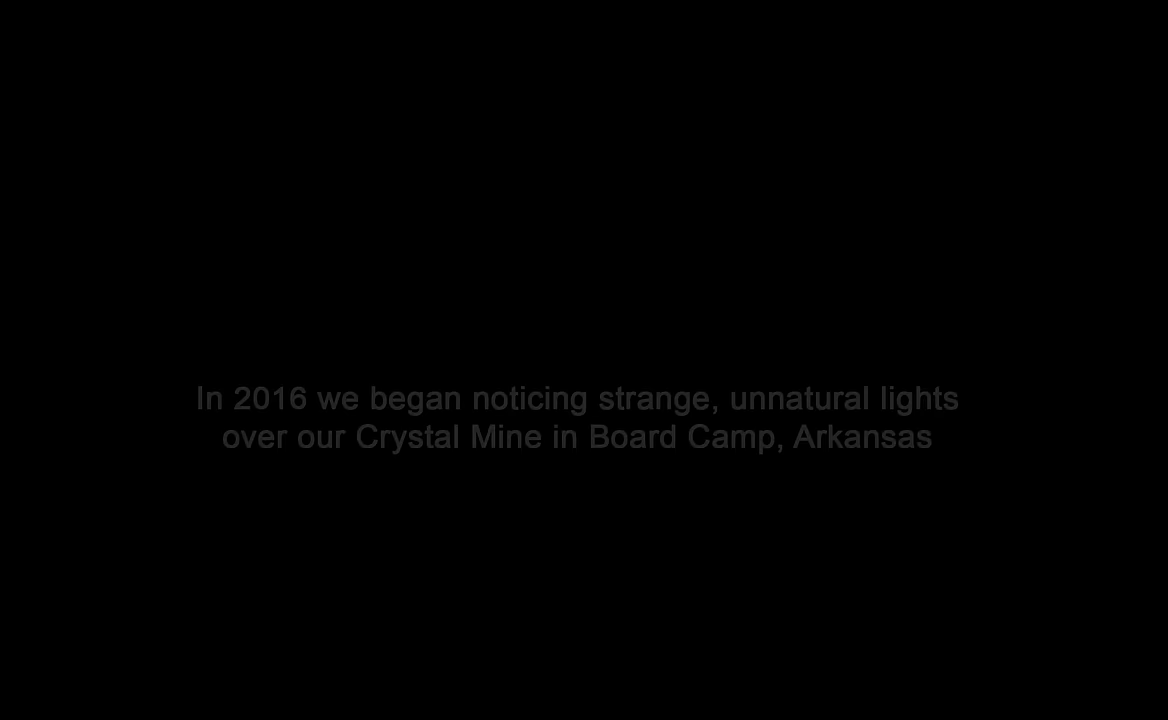 In 2016 we began noticing strange, unnatural lights
over our Crystal Mine in Board Camp, Arkansas